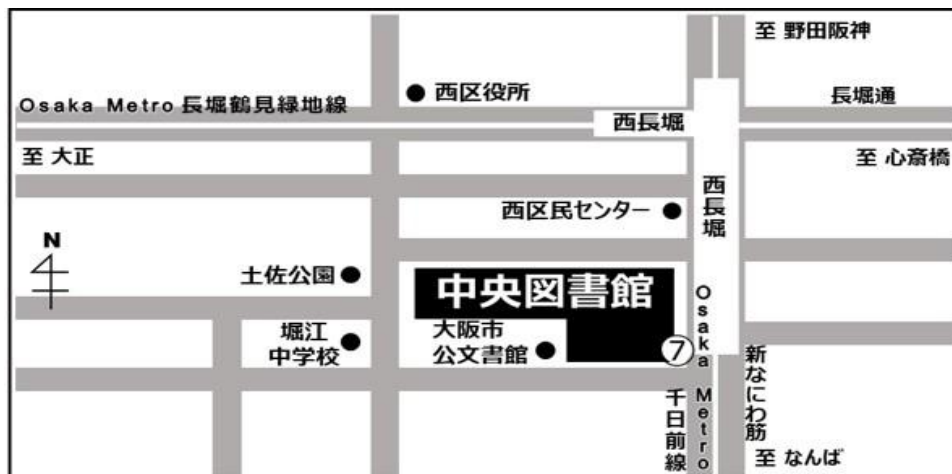 至 野田阪神
西区役所
長堀通
Osaka Metro 長堀鶴見緑地線
西長堀
至 大正
至 心斎橋
西長堀
西区民センター
N
土佐公園
中央図書館
堀江
中学校
大阪市
公文書館
⑦
Osaka Metro
千日前線
新なにわ筋
至 なんば